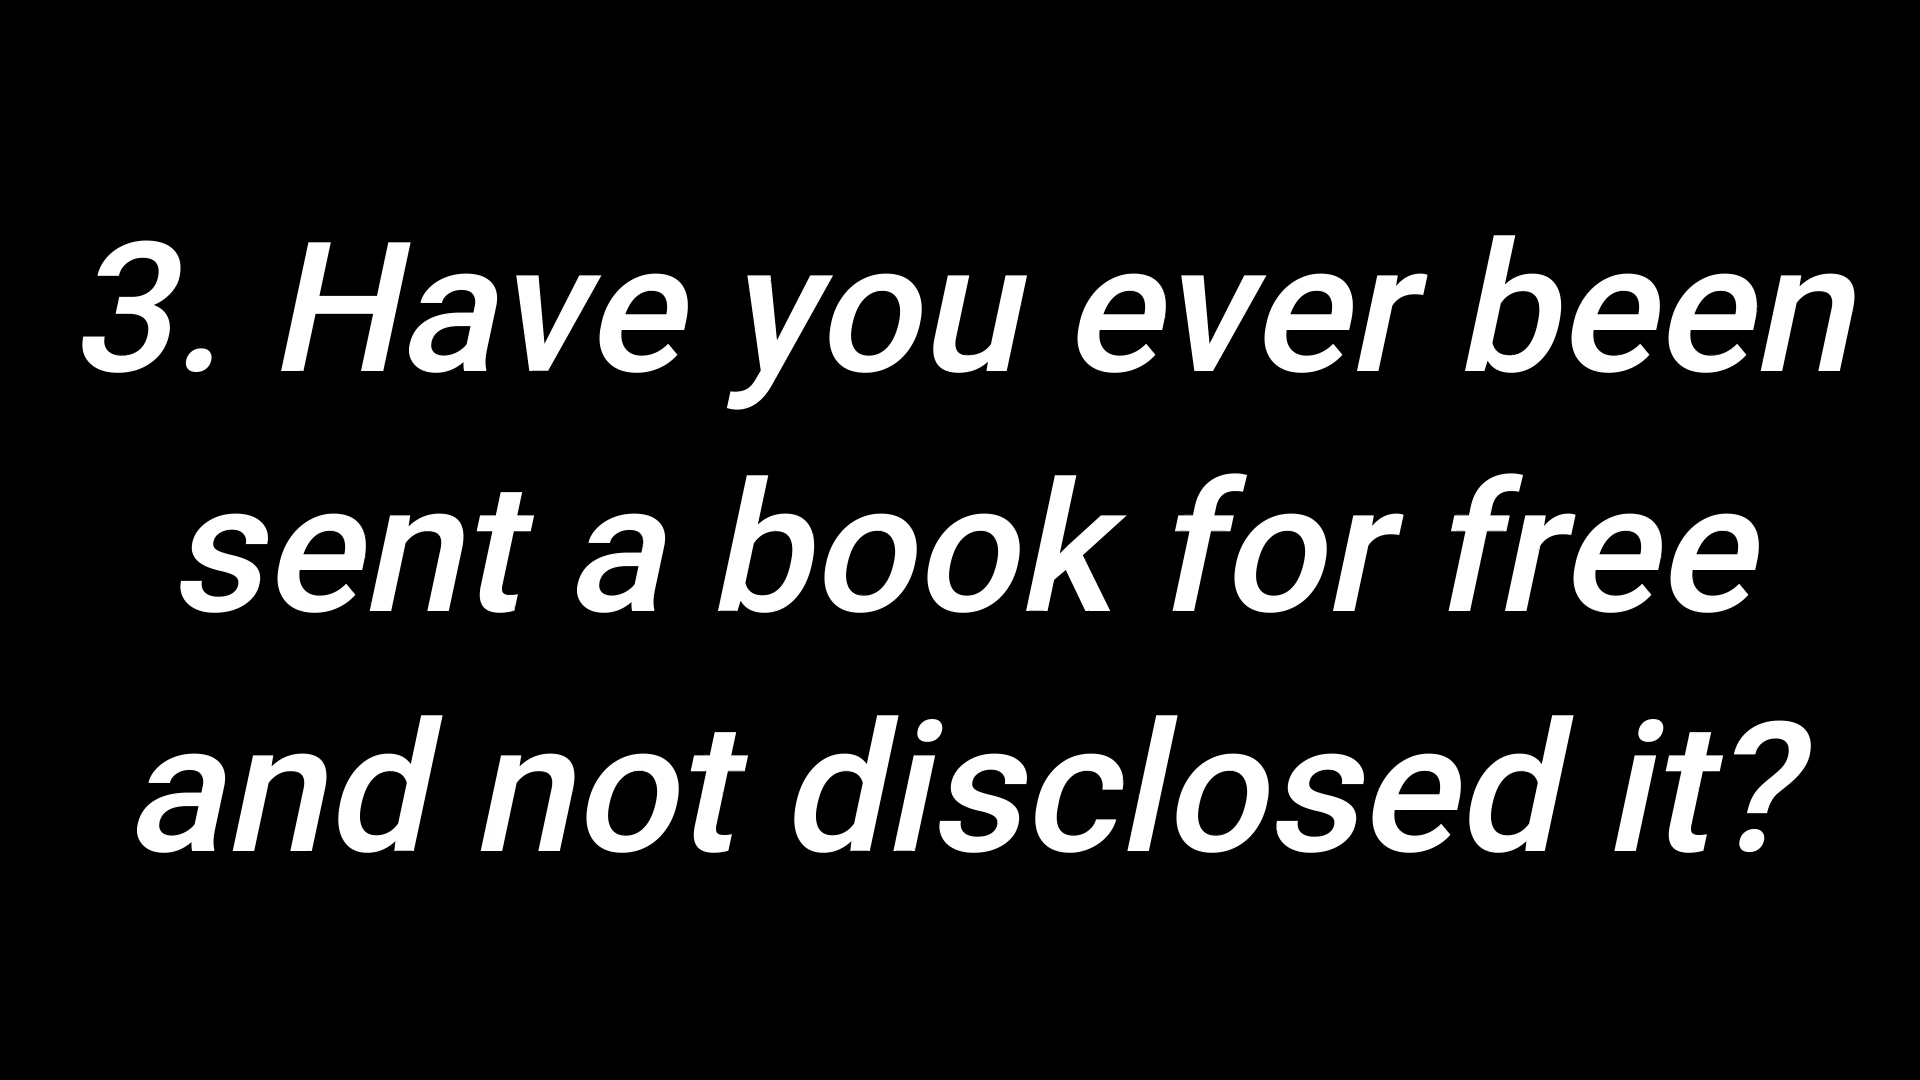 3. Have you ever been
sent a book for free
and not disclosed it?